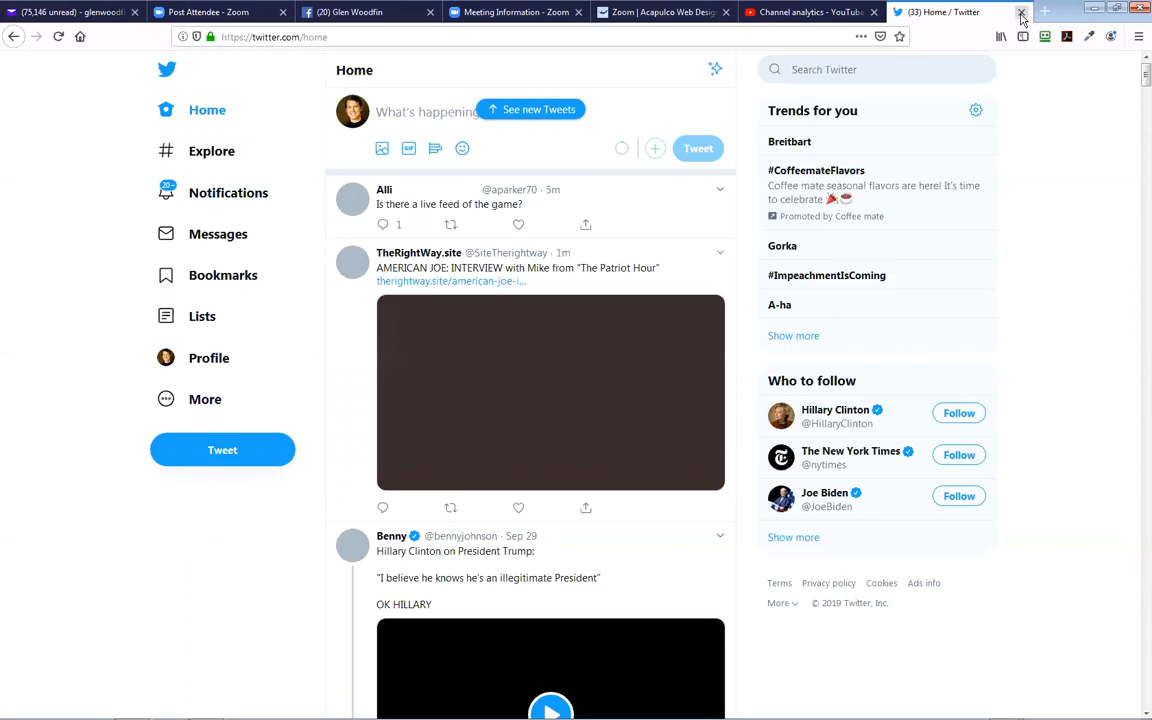 (75,146 unread) - glenwoodfi
Post Attendee - Zoom
(20) Glen Woodfin
Meeting Information - Zoom
Zoom | Acapulco Web Desig
Channel analytics - YouTube
(33) Home / Twitter
https://twitter.com/home
Home
Explore
20+
Notifications
Messages
Bookmarks
Lists
Profile
More
Tweet
Home
What's happening
See new Tweets
GIF
Tweet
Alli @aparker70 · 5m
Is there a live feed of the game?
1
TheRightWay.site @SiteTherightway · 1m
AMERICAN JOE: INTERVIEW with Mike from "The Patriot Hour"
therightway.site/american-joe-i...
Benny @bennyjohnson · Sep 29
Hillary Clinton on President Trump:
"I believe he knows he's an illegitimate President"
OK HILLARY
Search Twitter
Trends for you
Breitbart
#CoffeemateFlavors
Coffee mate seasonal flavors are here! It's time
to celebrate 🎉☕
Promoted by Coffee mate
Gorka
#ImpeachmentIsComing
A-ha
Show more
Who to follow
Hillary Clinton
@HillaryClinton
Follow
The New York Times
@nytimes
Follow
Joe Biden
@JoeBiden
Follow
Show more
Terms Privacy policy Cookies Ads info
More © 2019 Twitter, Inc.